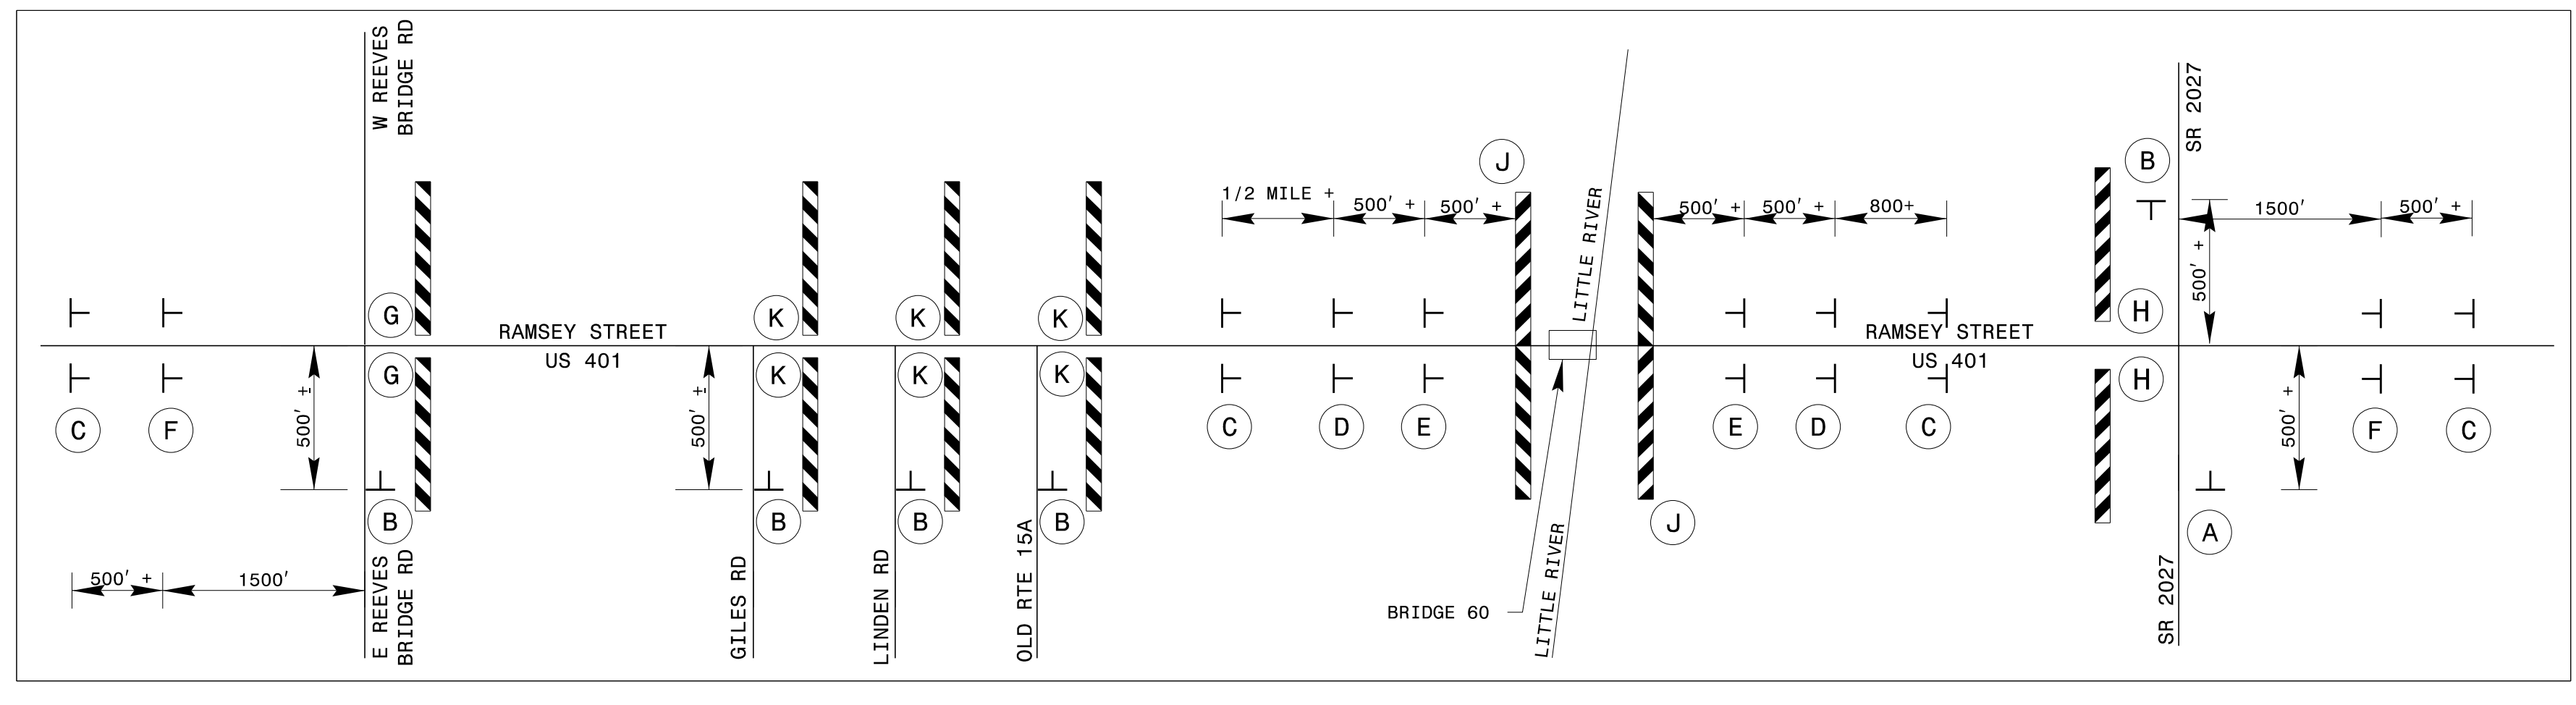 W REEVES
BRIDGE RD
SR 2027
B
J
1/2 MILE +
500' +
500' +
500' +
500' +
800+
1500'
500' +
LITTLE RIVER
500' +
G
K
K
K
H
RAMSEY STREET
US 401
RAMSEY STREET
US 401
G
K
K
K
H
500' ±
500' ±
500' +
C
F
C
D
E
E
D
C
F
C
B
B
B
B
J
A
500' +
1500'
E REEVES
BRIDGE RD
GILES RD
LINDEN RD
OLD RTE 15A
BRIDGE 60
LITTLE RIVER
SR 2027